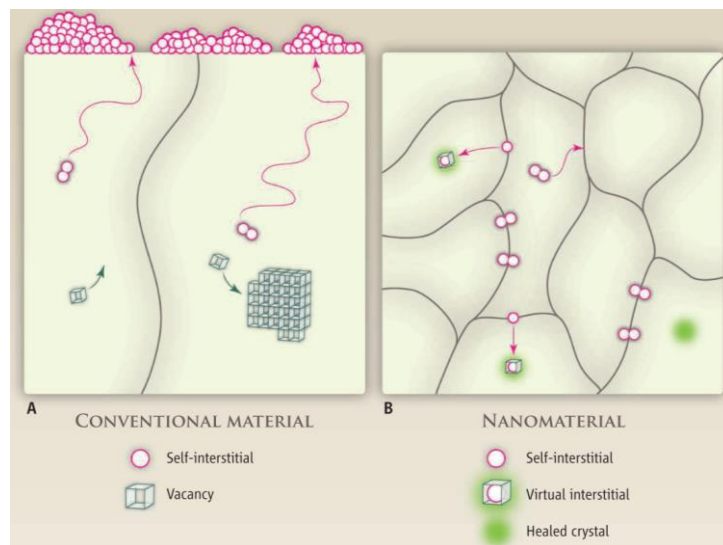 A
CONVENTIONAL MATERIAL
Self-interstitial
Vacancy
B
NANOMATERIAL
Self-interstitial
Virtual interstitial
Healed crystal